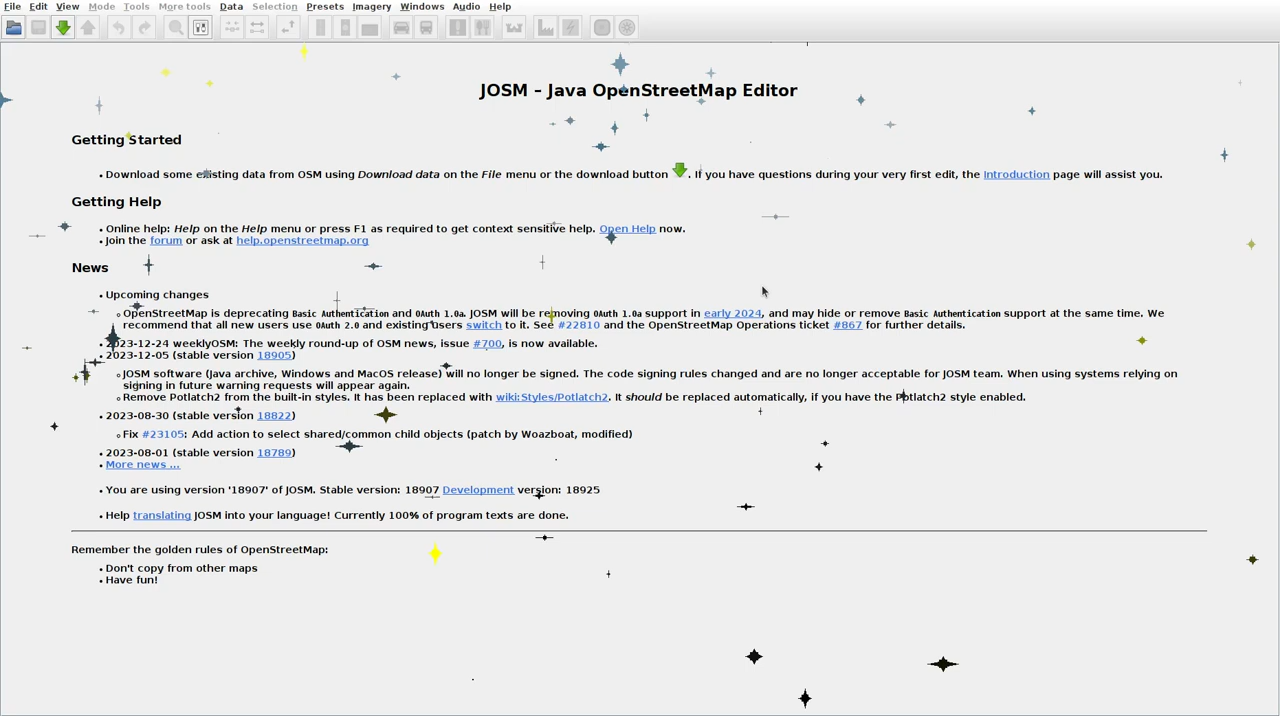 File Edit View Mode Tools More tools Data Selection Presets Imagery Windows Audio Help
JOSM – Java OpenStreetMap Editor
Getting Started
• Download some existing data from OSM using Download data on the File menu or the download button . If you have questions during your very first edit, the Introduction page will assist you.
Getting Help
• Online help: Help on the Help menu or press F1 as required to get context sensitive help. Open Help now.
• Join the forum or ask at help.openstreetmap.org
News
• Upcoming changes
◦ OpenStreetMap is deprecating Basic Authentication and OAuth 1.0a. JOSM will be removing OAuth 1.0a support in early 2024, and may hide or remove Basic Authentication support at the same time. We
recommend that all new users use OAuth 2.0 and existing users switch to it. See #22810 and the OpenStreetMap Operations ticket #867 for further details.
• 2023-12-24 weeklyOSM: The weekly round-up of OSM news, issue #700, is now available.
• 2023-12-05 (stable version 18905)
◦ JOSM software (Java archive, Windows and MacOS release) will no longer be signed. The code signing rules changed and are no longer acceptable for JOSM team. When using systems relying on
signing in future warning requests will appear again.
◦ Remove Potlatch2 from the built-in styles. It has been replaced with wiki:Styles/Potlatch2. It should be replaced automatically, if you have the Potlatch2 style enabled.
• 2023-08-30 (stable version 18822)
◦ Fix #23105: Add action to select shared/common child objects (patch by Woazboat, modified)
• 2023-08-01 (stable version 18789)
• More news ...
• You are using version '18907' of JOSM. Stable version: 18907 Development version: 18925
• Help translating JOSM into your language! Currently 100% of program texts are done.
Remember the golden rules of OpenStreetMap:
• Don't copy from other maps
• Have fun!